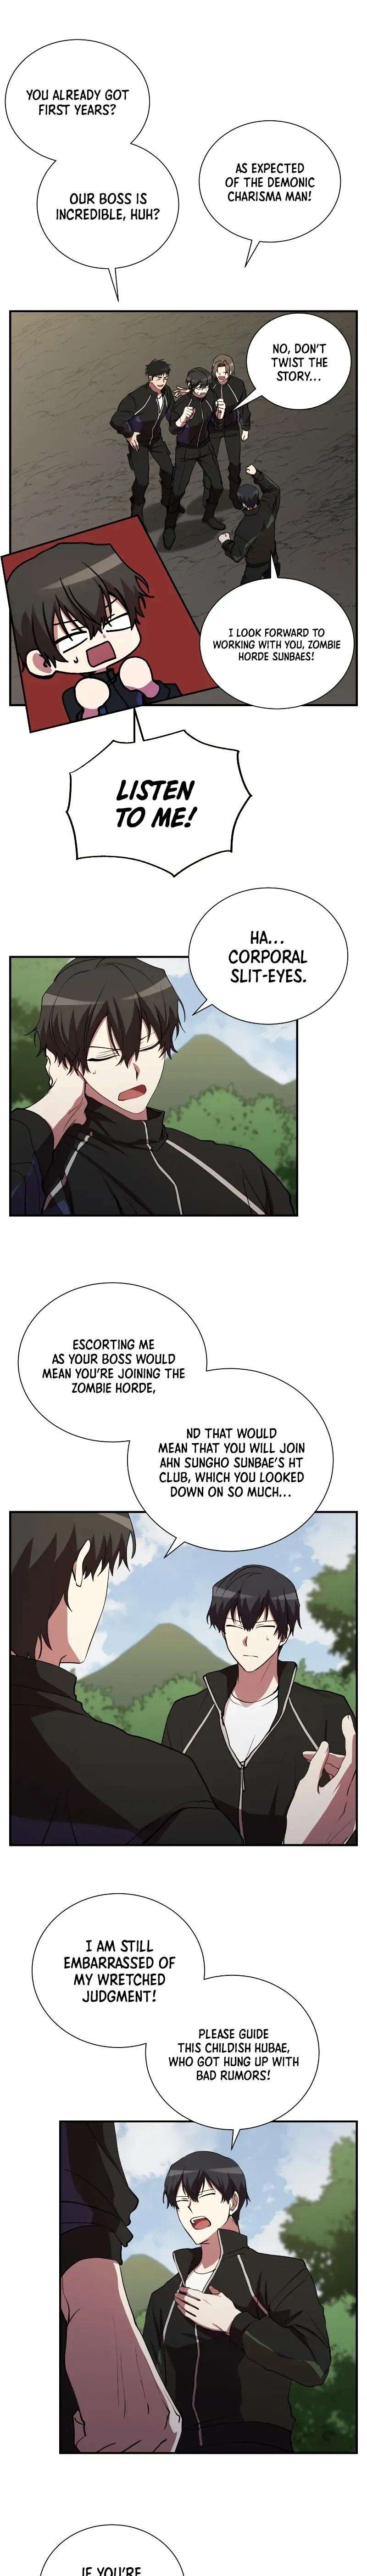 YOU ALREADY GOT
FIRST YEARS?
OUR BOSS IS
INCREDIBLE, HUH?
AS EXPECTED
OF THE DEMONIC
CHARISMA MAN!
NO, DON'T
TWIST THE
STORY...
I LOOK FORWARD TO
WORKING WITH YOU, ZOMBIE
HORDE SUNBAES!
LISTEN
TO ME!
HA...
CORPORAL
SLIT-EYES.
ESCORTING ME
AS YOUR BOSS WOULD
MEAN YOU'RE JOINING THE
ZOMBIE HORDE,
ND THAT WOULD
MEAN THAT YOU WILL JOIN
AHN SUNGHO SUNBAE'S HT
CLUB, WHICH YOU LOOKED
DOWN ON SO MUCH...
I AM STILL
EMBARRASSED OF
MY WRETCHED
JUDGMENT!
PLEASE GUIDE
THIS CHILDISH HUBAE,
WHO GOT HUNG UP WITH
BAD RUMORS!
IF YOU'RE